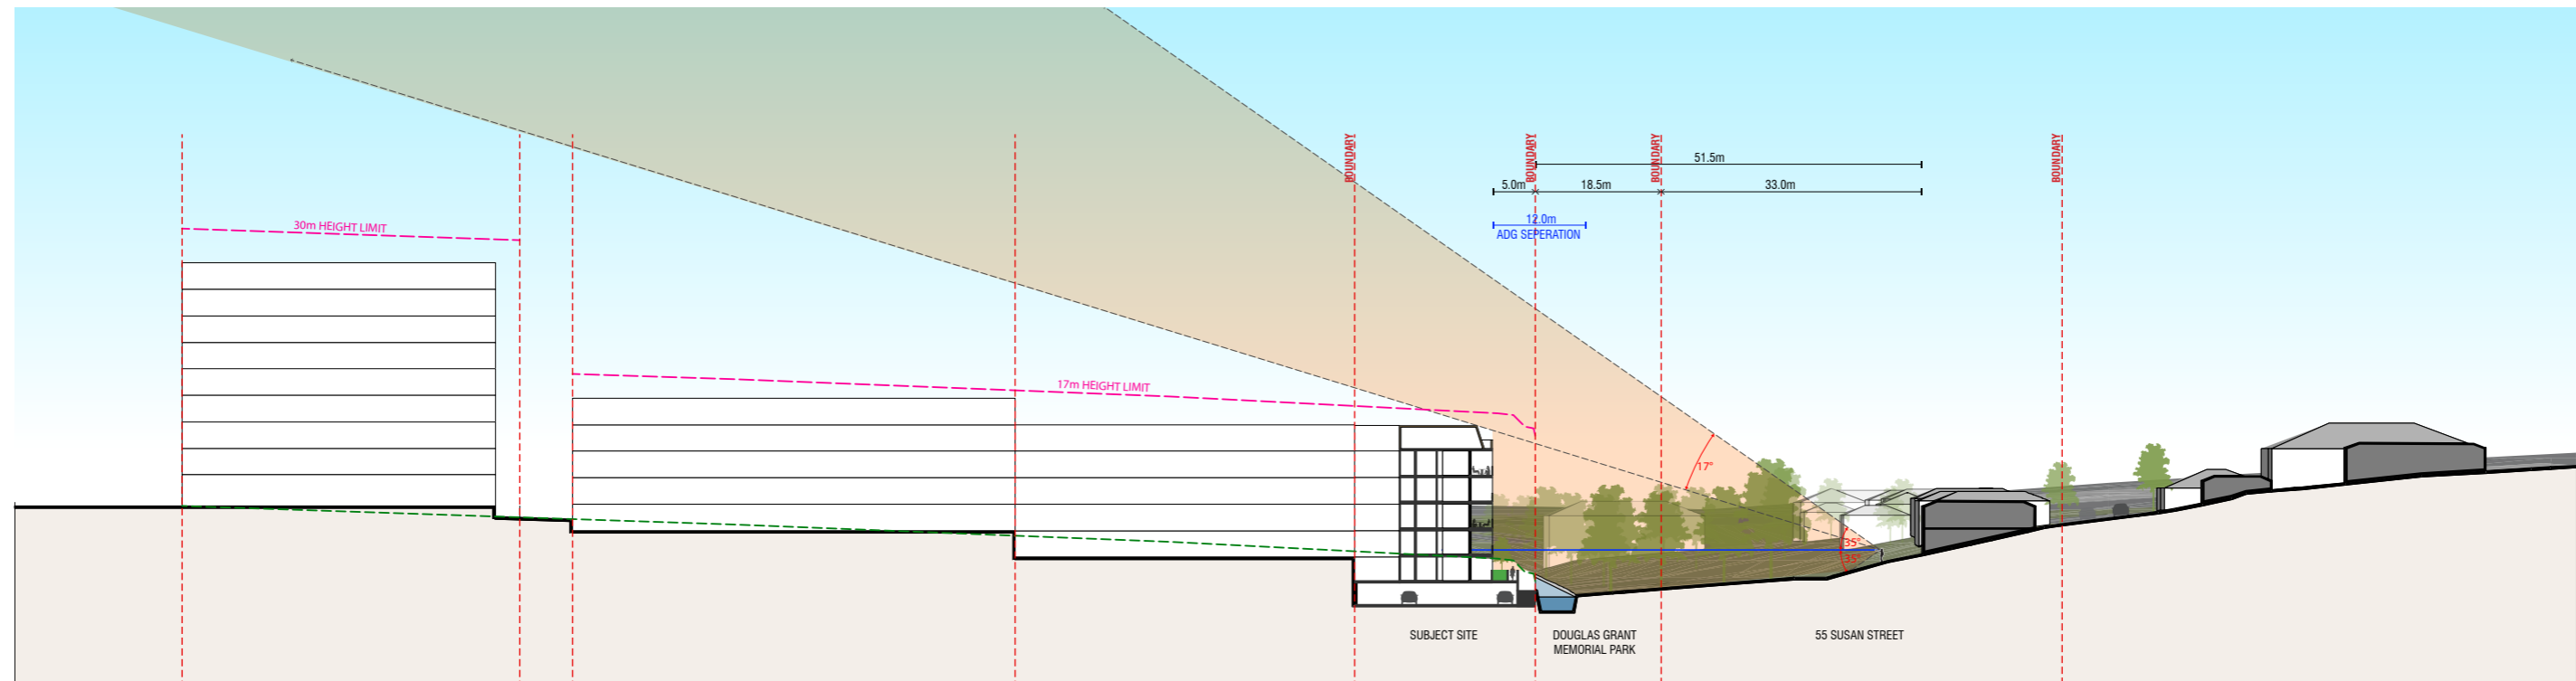 BOUNDARY
BOUNDARY
BOUNDARY
BOUNDARY
51.5m
5.0m
18.5m
33.0m
12.0m
ADG SEPERATION
30m HEIGHT LIMIT
17m HEIGHT LIMIT
17°
35°
35°
SUBJECT SITE
DOUGLAS GRANT
MEMORIAL PARK
55 SUSAN STREET